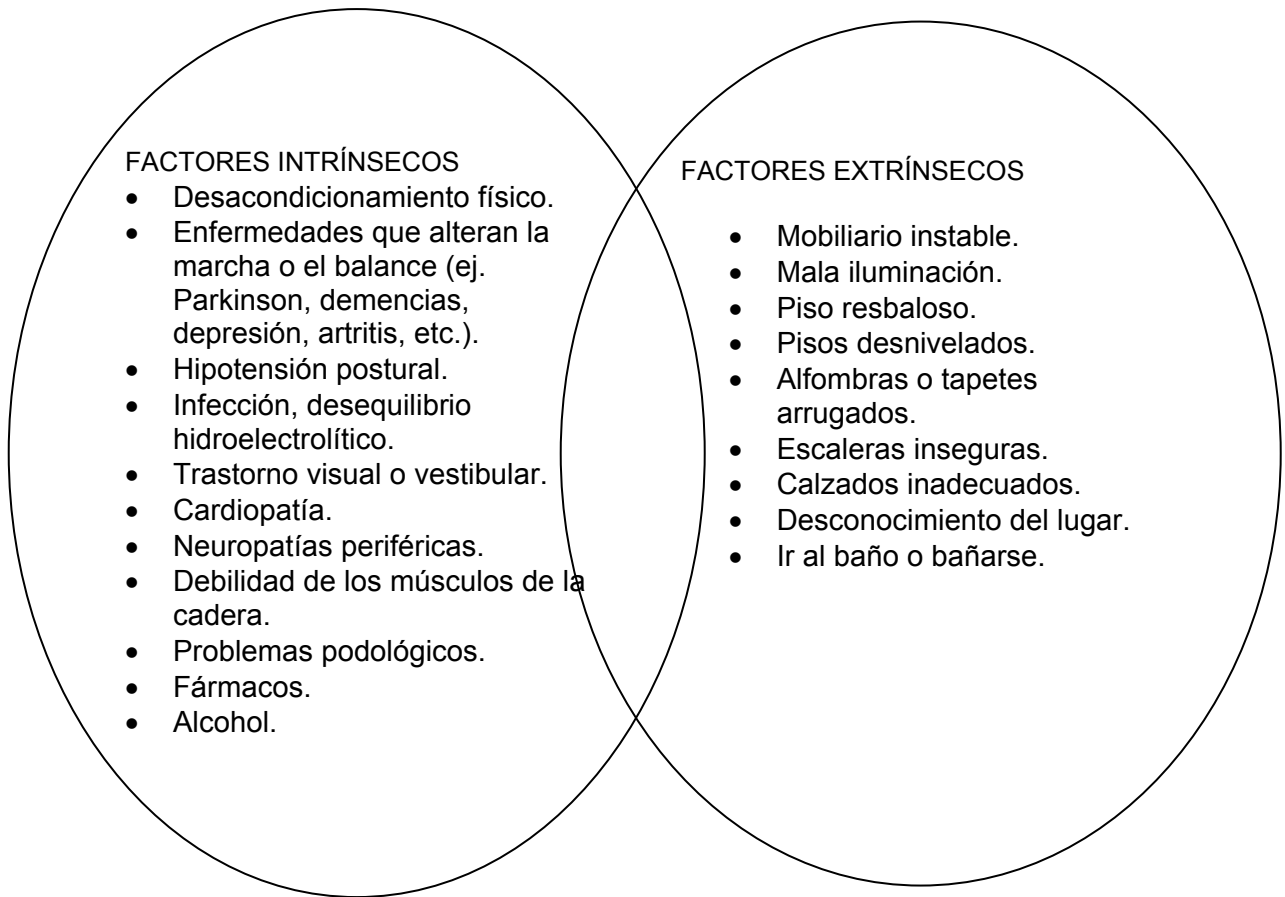 FACTORES INTRÍNSECOS
• Desacondicionamiento físico.
• Enfermedades que alteran la
marcha o el balance (ej.
Parkinson, demencias,
depresión, artritis, etc.).
• Hipotensión postural.
• Infección, desequilibrio
hidroelectrolítico.
• Trastorno visual o vestibular.
• Cardiopatía.
• Neuropatías periféricas.
• Debilidad de los músculos de la
cadera.
• Problemas podológicos.
• Fármacos.
• Alcohol.
FACTORES EXTRÍNSECOS
• Mobiliario instable.
• Mala iluminación.
• Piso resbaloso.
• Pisos desnivelados.
• Alfombras o tapetes
arrugados.
• Escaleras inseguras.
• Calzados inadecuados.
• Desconocimiento del lugar.
• Ir al baño o bañarse.